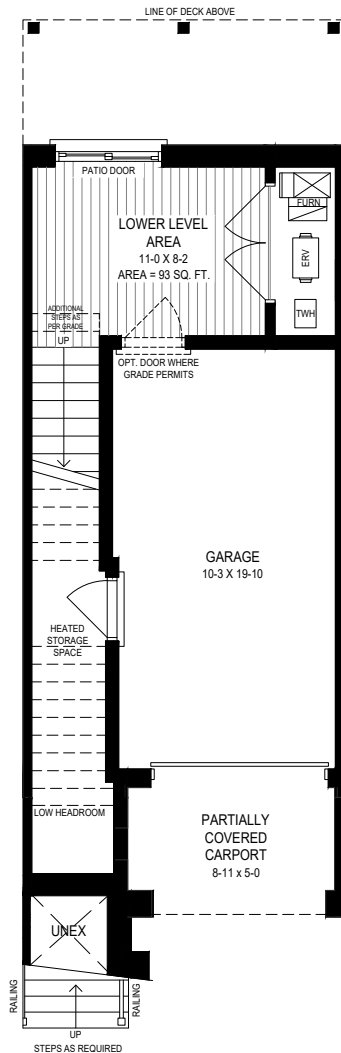 LINE OF DECK ABOVE
PATIO DOOR
FURN
LOWER LEVEL
AREA
11-0 X 8-2
AREA = 93 SQ. FT.
ERV
TWH
ADDITIONAL
STEPS AS
PER GRADE
UP
OPT. DOOR WHERE
GRADE PERMITS
GARAGE
10-3 X 19-10
HEATED
STORAGE
SPACE
LOW HEADROOM
PARTIALLY
COVERED
CARPORT
8-11 x 5-0
UNEX
RAILING
RAILING
UP
STEPS AS REQUIRED